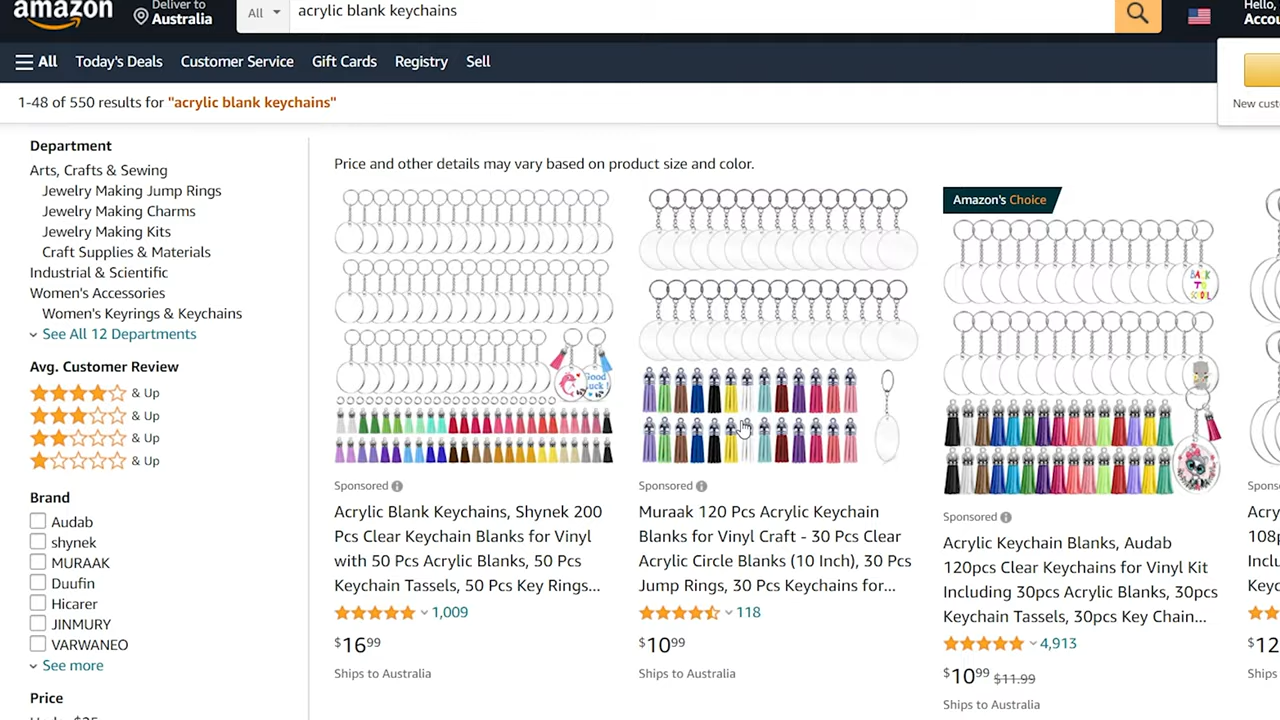 amazon
Deliver to
Australia
All
acrylic blank keychains
Hello,
All
Today's Deals
Customer Service
Gift Cards
Registry
Sell
1-48 of 550 results for "acrylic blank keychains"
Department
Arts, Crafts & Sewing
Jewelry Making Jump Rings
Jewelry Making Charms
Jewelry Making Kits
Craft Supplies & Materials
Industrial & Scientific
Women's Accessories
Women's Keyrings & Keychains
See All 12 Departments
Avg. Customer Review
& Up
& Up
& Up
& Up
Brand
Audab
shynek
MURAAK
Duufin
Hicarer
JINMURY
VARWANEO
See more
Price
Price and other details may vary based on product size and color.
Good
Luck!
Sponsored
Acrylic Blank Keychains, Shynek 200
Pcs Clear Keychain Blanks for Vinyl
with 50 Pcs Acrylic Blanks, 50 Pcs
Keychain Tassels, 50 Pcs Key Rings...
1,009
$16.99
Ships to Australia
Sponsored
Muraak 120 Pcs Acrylic Keychain
Blanks for Vinyl Craft - 30 Pcs Clear
Acrylic Circle Blanks (10 Inch), 30 Pcs
Jump Rings, 30 Pcs Keychains for...
118
$10.99
Ships to Australia
Amazon's Choice
BACK
TO
SCHOOL
Sponsored
Acrylic Keychain Blanks, Audab
120pcs Clear Keychains for Vinyl Kit
Including 30pcs Acrylic Blanks, 30pcs
Keychain Tassels, 30pcs Key Chain...
4,913
$10.99 $11.99
Ships to Australia
108p
$12
Ships